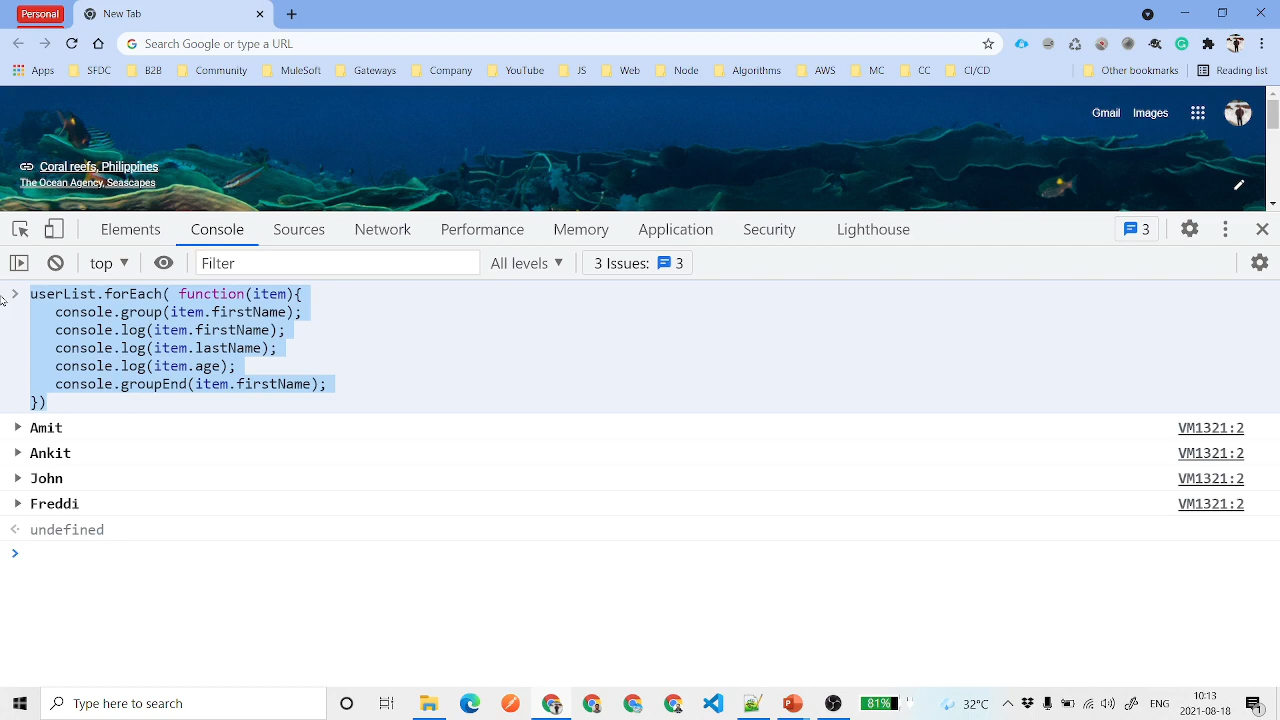 Personal
New Tab
Search Google or type a URL
Apps SFDC B2B Community MuleSoft Gateways Company YouTube JS Web Node Algorithms AWS MC CC CI/CD Other bookmarks Reading list
Gmail Images
Coral reefs, Philippines
The Ocean Agency, Seascapes
Elements Console Sources Network Performance Memory Application Security Lighthouse 3
top Filter All levels 3 Issues: 3
userList.forEach( function(item){
console.group(item.firstName);
console.log(item.firstName);
console.log(item.lastName);
console.log(item.age);
console.groupEnd(item.firstName);
})
Amit VM1321:2
Ankit VM1321:2
John VM1321:2
Freddi VM1321:2
undefined
Type here to search
81%
32°C
ENG
10:13
2021-08-18
1